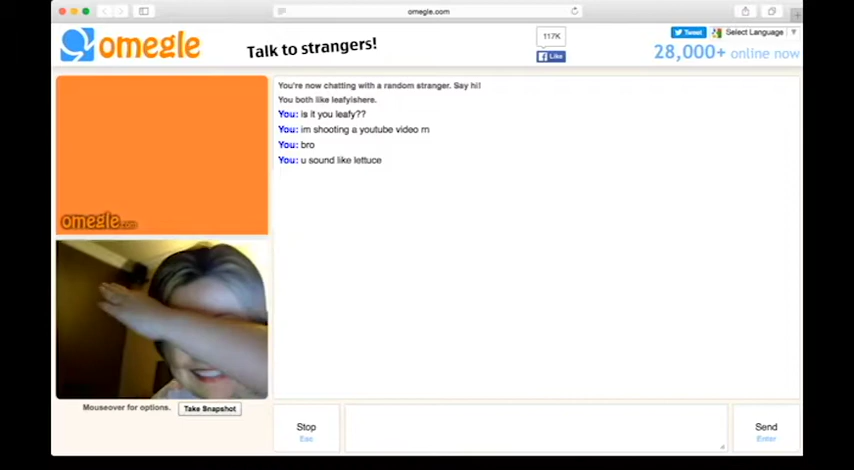 omegle.com
omegle
Talk to strangers!
117K
Like
Tweet
Select Language
28,000+ online now
You're now chatting with a random stranger. Say hi!
You both like leafyishere.
You: is it you leafy??
You: im shooting a youtube video rn
You: bro
You: u sound like lettuce
omegle.com
Mouseover for options.
Take Snapshot
Stop
Esc
Send
Enter